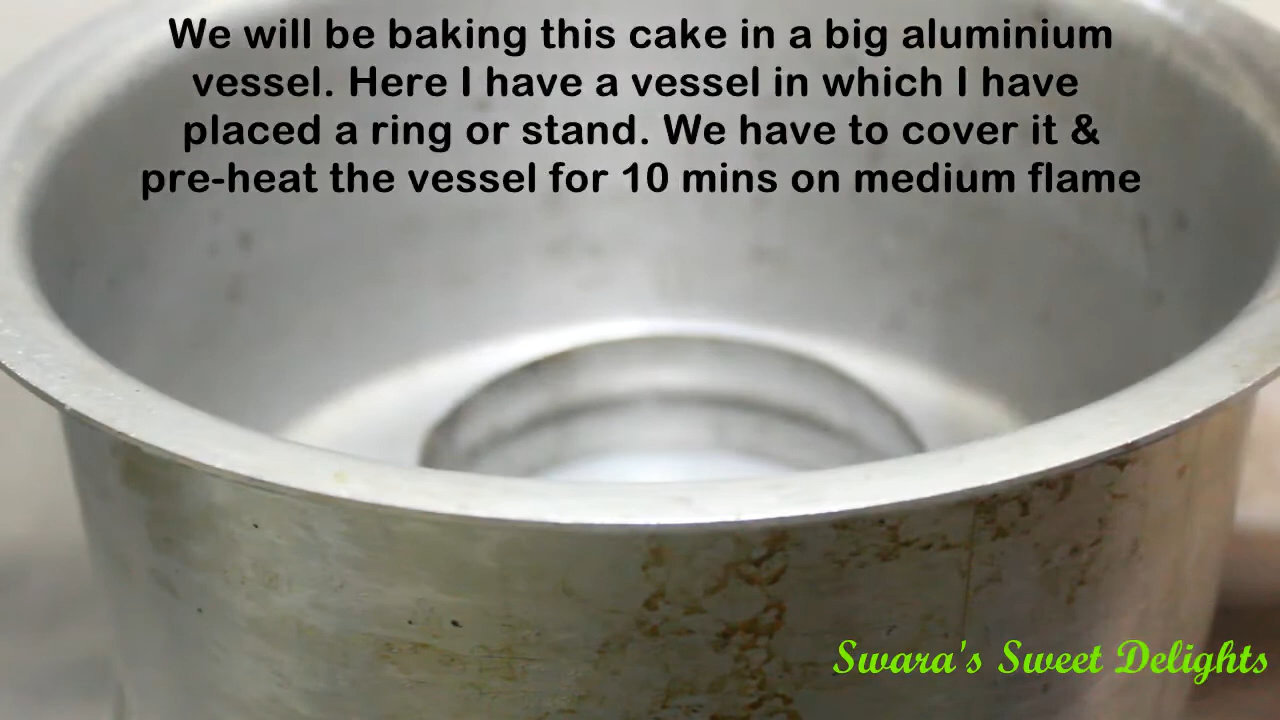 We will be baking this cake in a big aluminium
vessel. Here I have a vessel in which I have
placed a ring or stand. We have to cover it &
pre-heat the vessel for 10 mins on medium flame
Swara's Sweet Delights